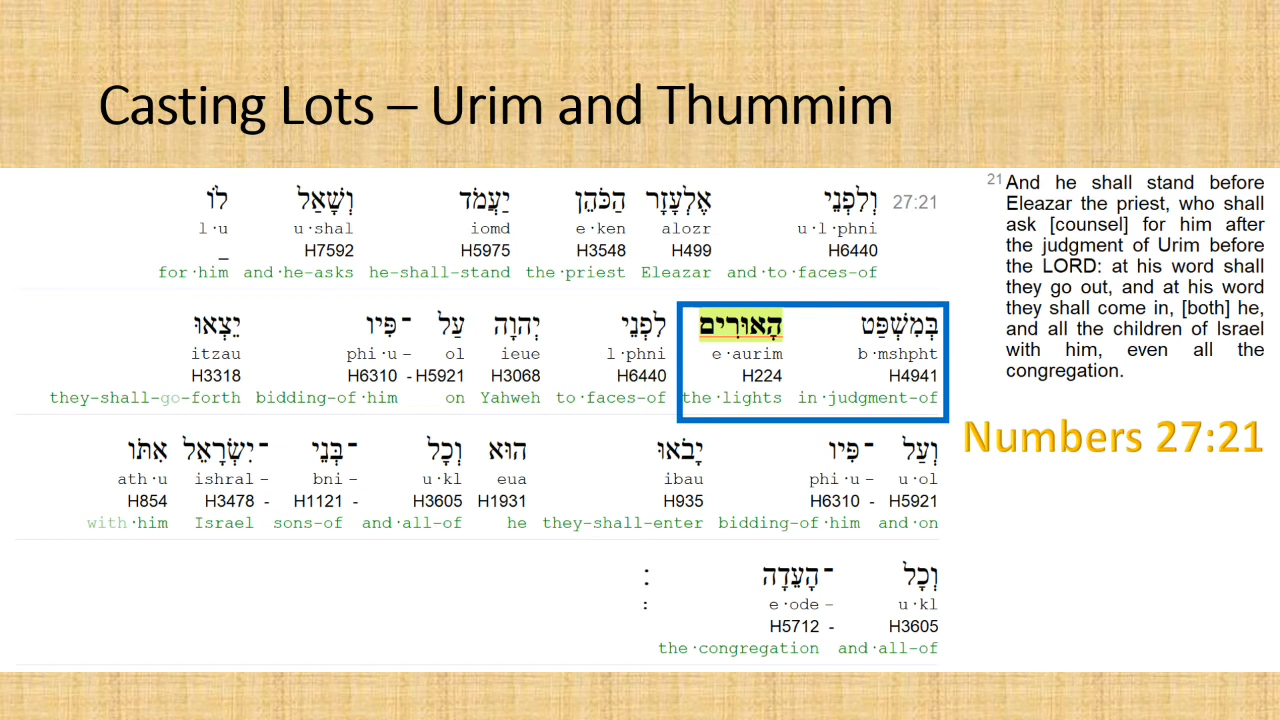 Casting Lots – Urim and Thummim
27:21 וְלִפְנֵי אֶלְעָזָר הַכֹּהֵן יַעֲמֹד וְשָׁאַל לוֹ
l·u u·shal iomd e·ken alozr u·l·phni
_ H7592 H5975 H3548 H499 H6440
for·him and·he-asks he-shall-stand the·priest Eleazar and·to·faces-of
בְּמִשְׁפַּט הָאוּרִים לִפְנֵי יְהוָה עַל ־ פִּיו יֵצְאוּ
itzau phi·u – ol ieue l·phni e·aurim b·mshpht
H3318 H6310 - H5921 H3068 H6440 H224 H4941
they-shall-go-forth bidding-of·him on Yahweh to·faces-of the·lights in·judgment-of
וְעַל ־ פִּיו יָבֹאוּ הוּא וְכָל ־ בְּנֵי ־ יִשְׂרָאֵל אִתּוֹ
ath·u ishral – bni – u·kl eua ibau phi·u – u·ol
H854 H3478 - H1121 - H3605 H1931 H935 H6310 - H5921
with·him Israel sons-of and·all-of he they-shall-enter bidding-of·him and·on
וְכָל ־ הָעֵדָה :
: e·ode – u·kl
H5712 - H3605
the·congregation and·all-of
21 And he shall stand before
Eleazar the priest, who shall
ask [counsel] for him after
the judgment of Urim before
the LORD: at his word shall
they go out, and at his word
they shall come in, [both] he,
and all the children of Israel
with him, even all the
congregation.
Numbers 27:21